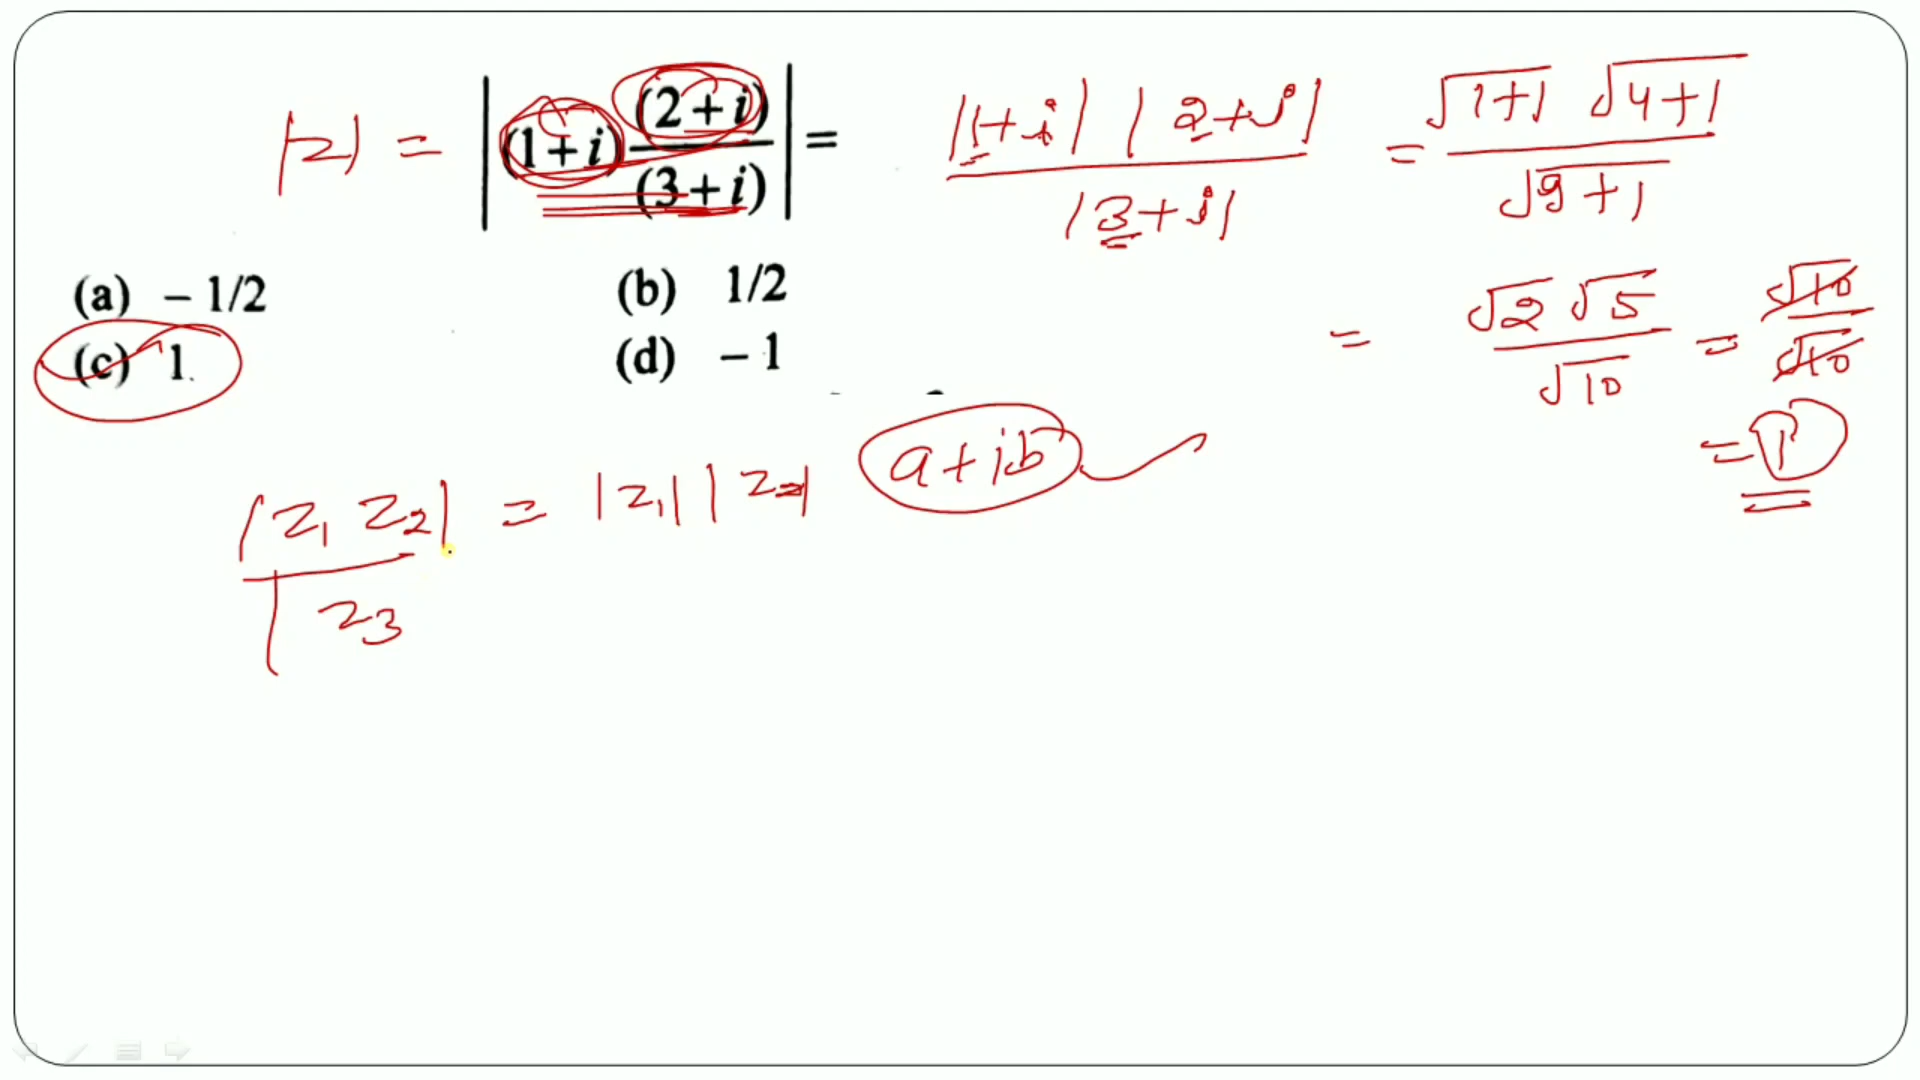 |z| = |(1+i) (2+i)/(3+i)| = |1+i| |2+i| / |3+i| = √1+1 √4+1 / √9+1
(a) – 1/2 (b) 1/2
= √2 √5 / √10 = √10 / √10
(c) 1 (d) – 1
= 1
|z₁ z₂| = |z₁| |z₂| a+ib
| z₃